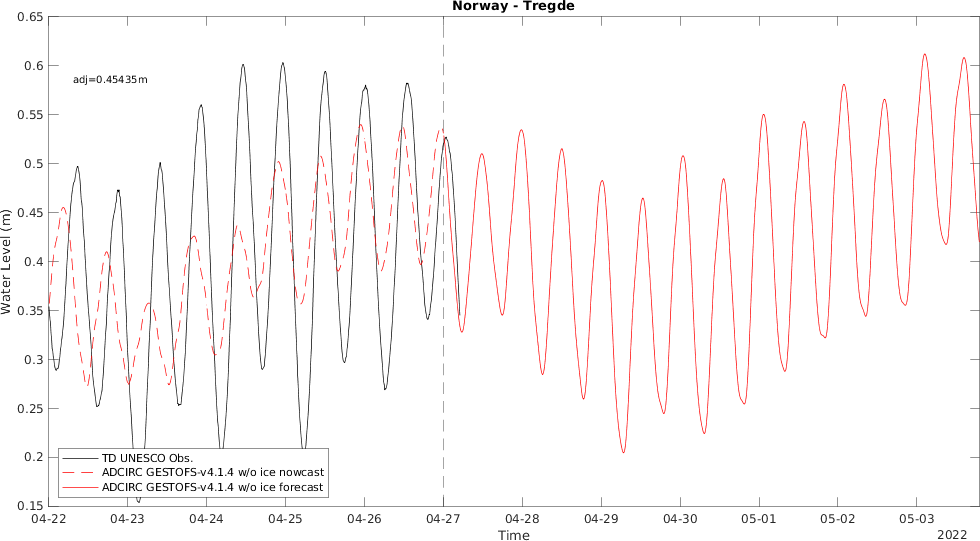 Norway - Tregde
0.65
0.6
0.55
0.5
0.45
0.4
0.35
0.3
0.25
0.2
0.15
Water Level (m)
adj=0.45435m
TD UNESCO Obs.
ADCIRC GESTOFS-v4.1.4 w/o ice nowcast
ADCIRC GESTOFS-v4.1.4 w/o ice forecast
04-22 04-23 04-24 04-25 04-26 04-27 04-28 04-29 04-30 05-01 05-02 05-03
Time
2022